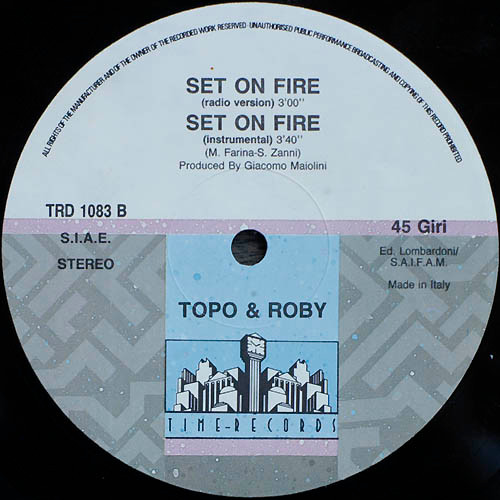 ALL RIGHTS OF THE MANUFACTURER AND OF THE OWNER OF THE RECORDED WORK RESERVED · UNAUTHORISED PUBLIC PERFORMANCE BROADCASTING AND COPYING OF THIS RECORD PROHIBITED
SET ON FIRE
(radio version) 3'00"
SET ON FIRE
(instrumental) 3'40"
(M. Farina-S. Zanni)
Produced By Giacomo Maiolini
TRD 1083 B
S.I.A.E.
STEREO
45 Giri
Ed. Lombardoni/
S.A.I.F.A.M.
Made in Italy
TOPO & ROBY
TIME-RECORDS